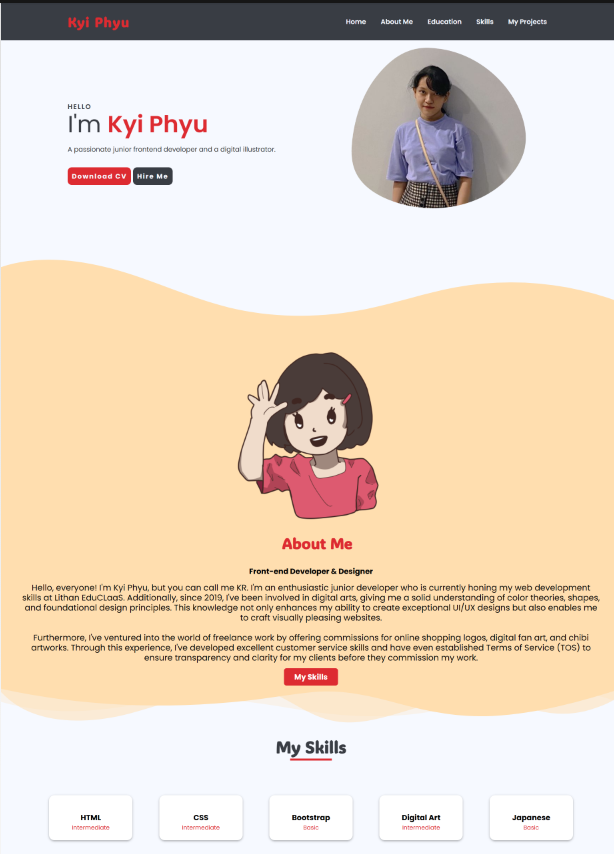 Kyi Phyu
Home About Me Education Skills My Projects
HELLO
I'm Kyi Phyu
A passionate junior frontend developer and a digital illustrator.
Download CV Hire Me
About Me
Front-end Developer & Designer
Hello, everyone! I'm Kyi Phyu, but you can call me KR. I'm an enthusiastic junior developer who is currently honing my web development
skills at Lithan EduCLaaS. Additionally, since 2019, I've been involved in digital arts, giving me a solid understanding of color theories, shapes,
and foundational design principles. This knowledge not only enhances my ability to create exceptional UI/UX designs but also enables me
to craft visually pleasing websites.
Furthermore, I've ventured into the world of freelance work by offering commissions for online shopping logos, digital fan art, and chibi
artworks. Through this experience, I've developed excellent customer service skills and have even established Terms of Service (TOS) to
ensure transparency and clarity for my clients before they commission my work.
My Skills
My Skills
HTML CSS Bootstrap Digital Art Japanese
Intermediate Intermediate Basic Intermediate Basic